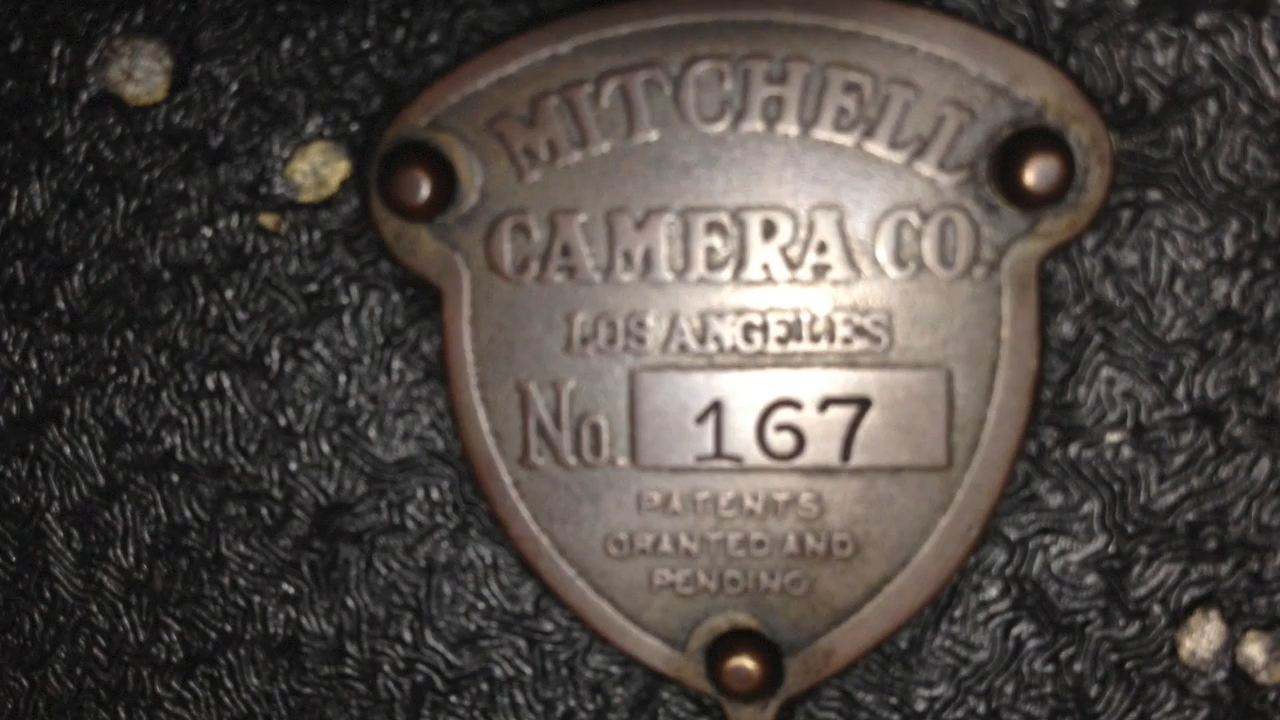 MITCHELL
CAMERA CO.
LOS ANGELES
No. 167
PATENTS
GRANTED AND
PENDING